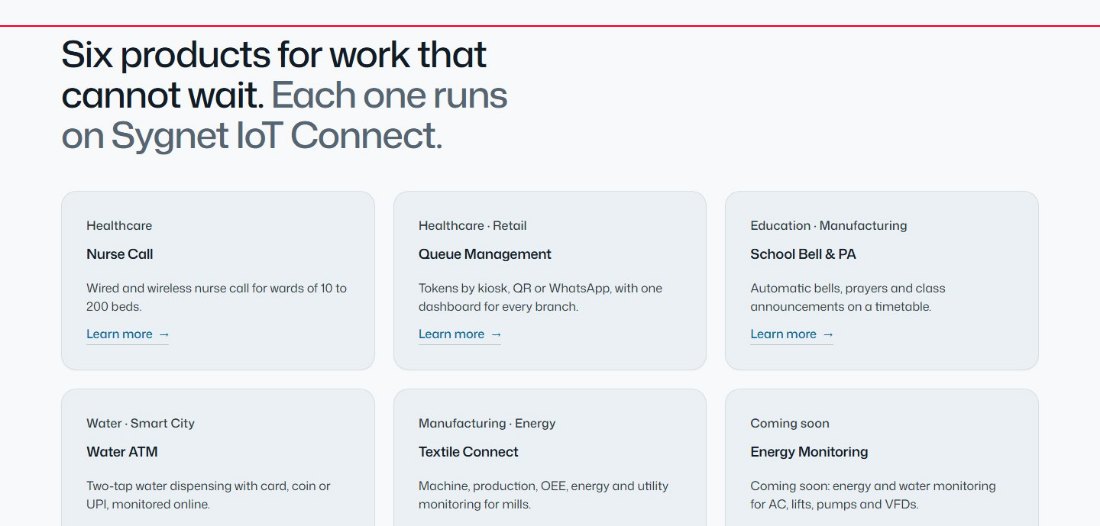 Six products for work that
cannot wait. Each one runs
on Sygnet IoT Connect.
Healthcare
Nurse Call
Wired and wireless nurse call for wards of 10 to
200 beds.
Learn more →
Healthcare · Retail
Queue Management
Tokens by kiosk, QR or WhatsApp, with one
dashboard for every branch.
Learn more →
Education · Manufacturing
School Bell & PA
Automatic bells, prayers and class
announcements on a timetable.
Learn more →
Water · Smart City
Water ATM
Two-tap water dispensing with card, coin or
UPI, monitored online.
Manufacturing · Energy
Textile Connect
Machine, production, OEE, energy and utility
monitoring for mills.
Coming soon
Energy Monitoring
Coming soon: energy and water monitoring
for AC, lifts, pumps and VFDs.